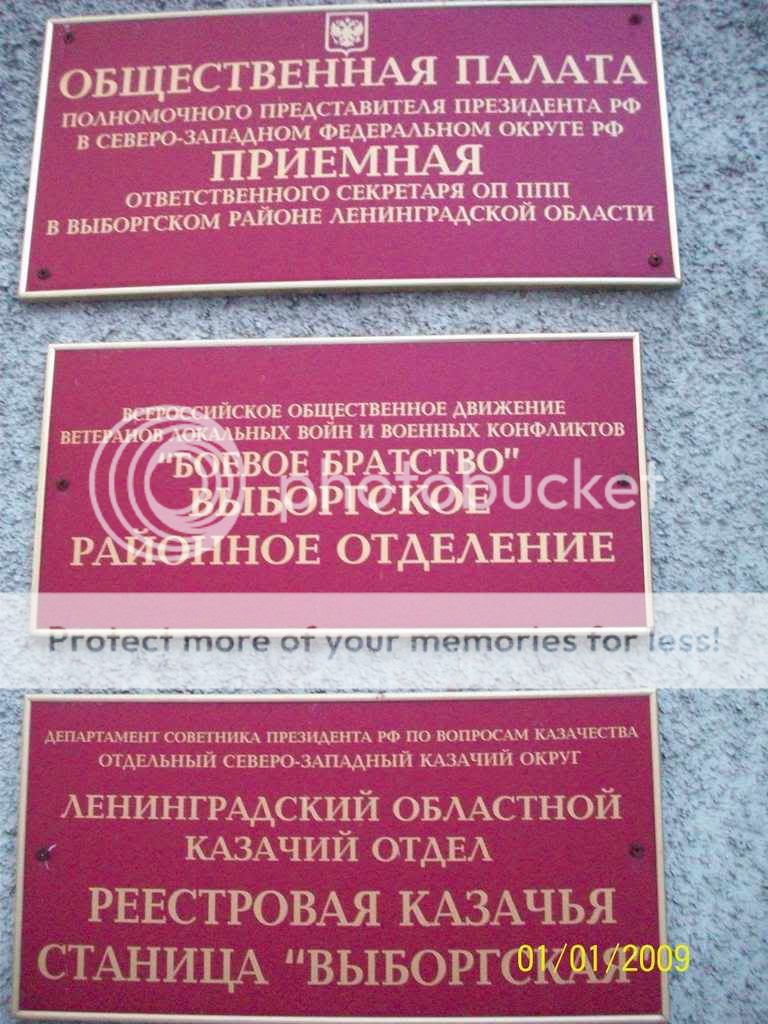 ОБЩЕСТВЕННАЯ ПАЛАТА
ПОЛНОМОЧНОГО ПРЕДСТАВИТЕЛЯ ПРЕЗИДЕНТА РФ
В СЕВЕРО-ЗАПАДНОМ ФЕДЕРАЛЬНОМ ОКРУГЕ РФ
ПРИЕМНАЯ
ОТВЕТСТВЕННОГО СЕКРЕТАРЯ ОП ППП
В ВЫБОРГСКОМ РАЙОНЕ ЛЕНИНГРАДСКОЙ ОБЛАСТИ
ВСЕРОССИЙСКОЕ ОБЩЕСТВЕННОЕ ДВИЖЕНИЕ
ВЕТЕРАНОВ ЛОКАЛЬНЫХ ВОЙН И ВОЕННЫХ КОНФЛИКТОВ
"БОЕВОЕ БРАТСТВО"
ВЫБОРГСКОЕ
photobucket
РАЙОННОЕ ОТДЕЛЕНИЕ
Protect more of your memories for less!
ДЕПАРТАМЕНТ СОВЕТНИКА ПРЕЗИДЕНТА РФ ПО ВОПРОСАМ КАЗАЧЕСТВА
ОТДЕЛЬНЫЙ СЕВЕРО-ЗАПАДНЫЙ КАЗАЧИЙ ОКРУГ
ЛЕНИНГРАДСКИЙ ОБЛАСТНОЙ
КАЗАЧИЙ ОТДЕЛ
РЕЕСТРОВАЯ КАЗАЧЬЯ
СТАНИЦА "ВЫБОРГСКАЯ"
01/01/2009